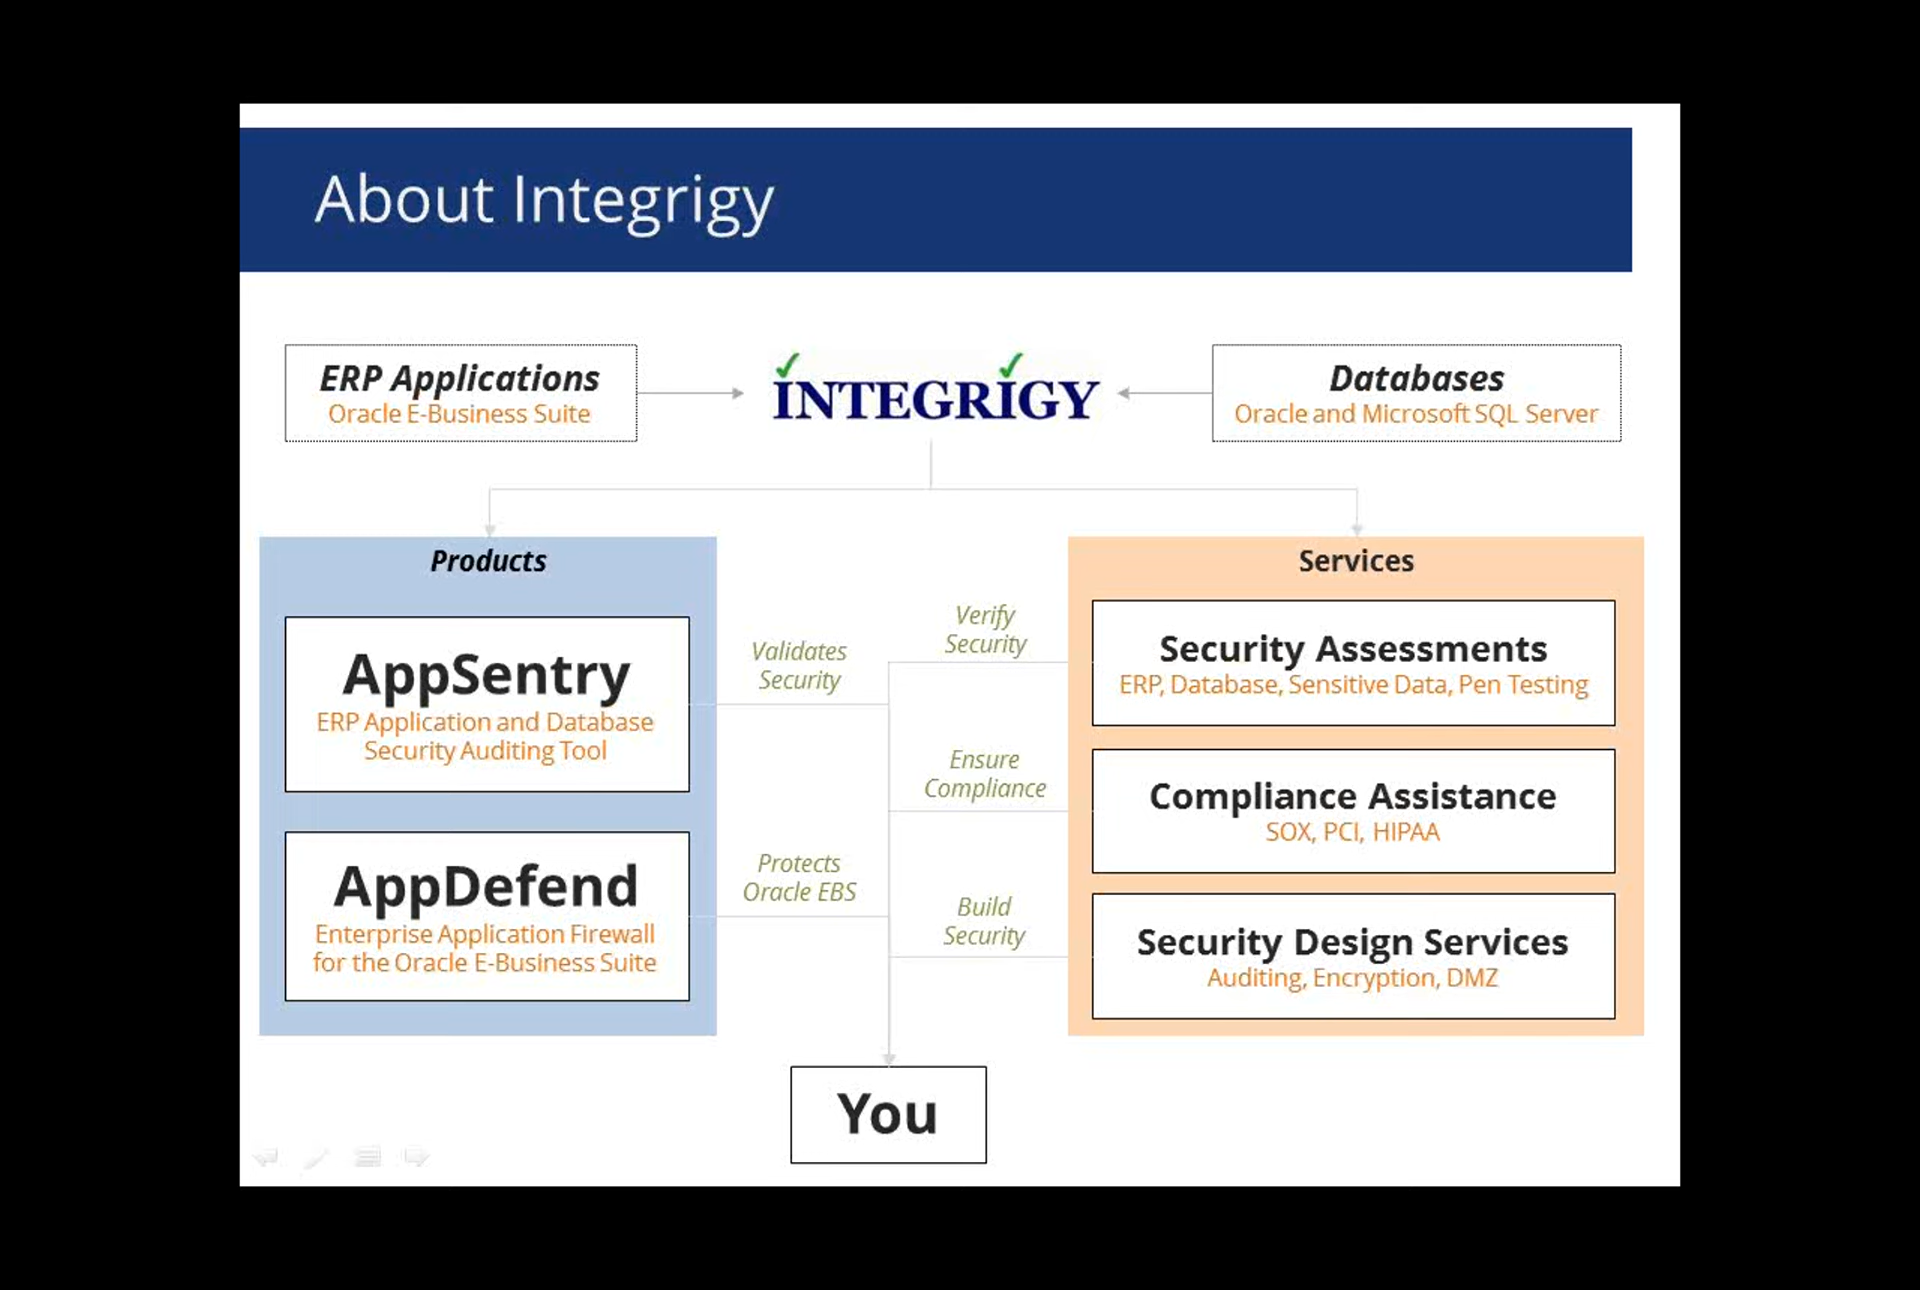 About Integrigy
ERP Applications
Oracle E-Business Suite
INTEGRIGY
Databases
Oracle and Microsoft SQL Server
Products
AppSentry
ERP Application and Database
Security Auditing Tool
AppDefend
Enterprise Application Firewall
for the Oracle E-Business Suite
Validates
Security
Protects
Oracle EBS
Verify
Security
Ensure
Compliance
Build
Security
Services
Security Assessments
ERP, Database, Sensitive Data, Pen Testing
Compliance Assistance
SOX, PCI, HIPAA
Security Design Services
Auditing, Encryption, DMZ
You